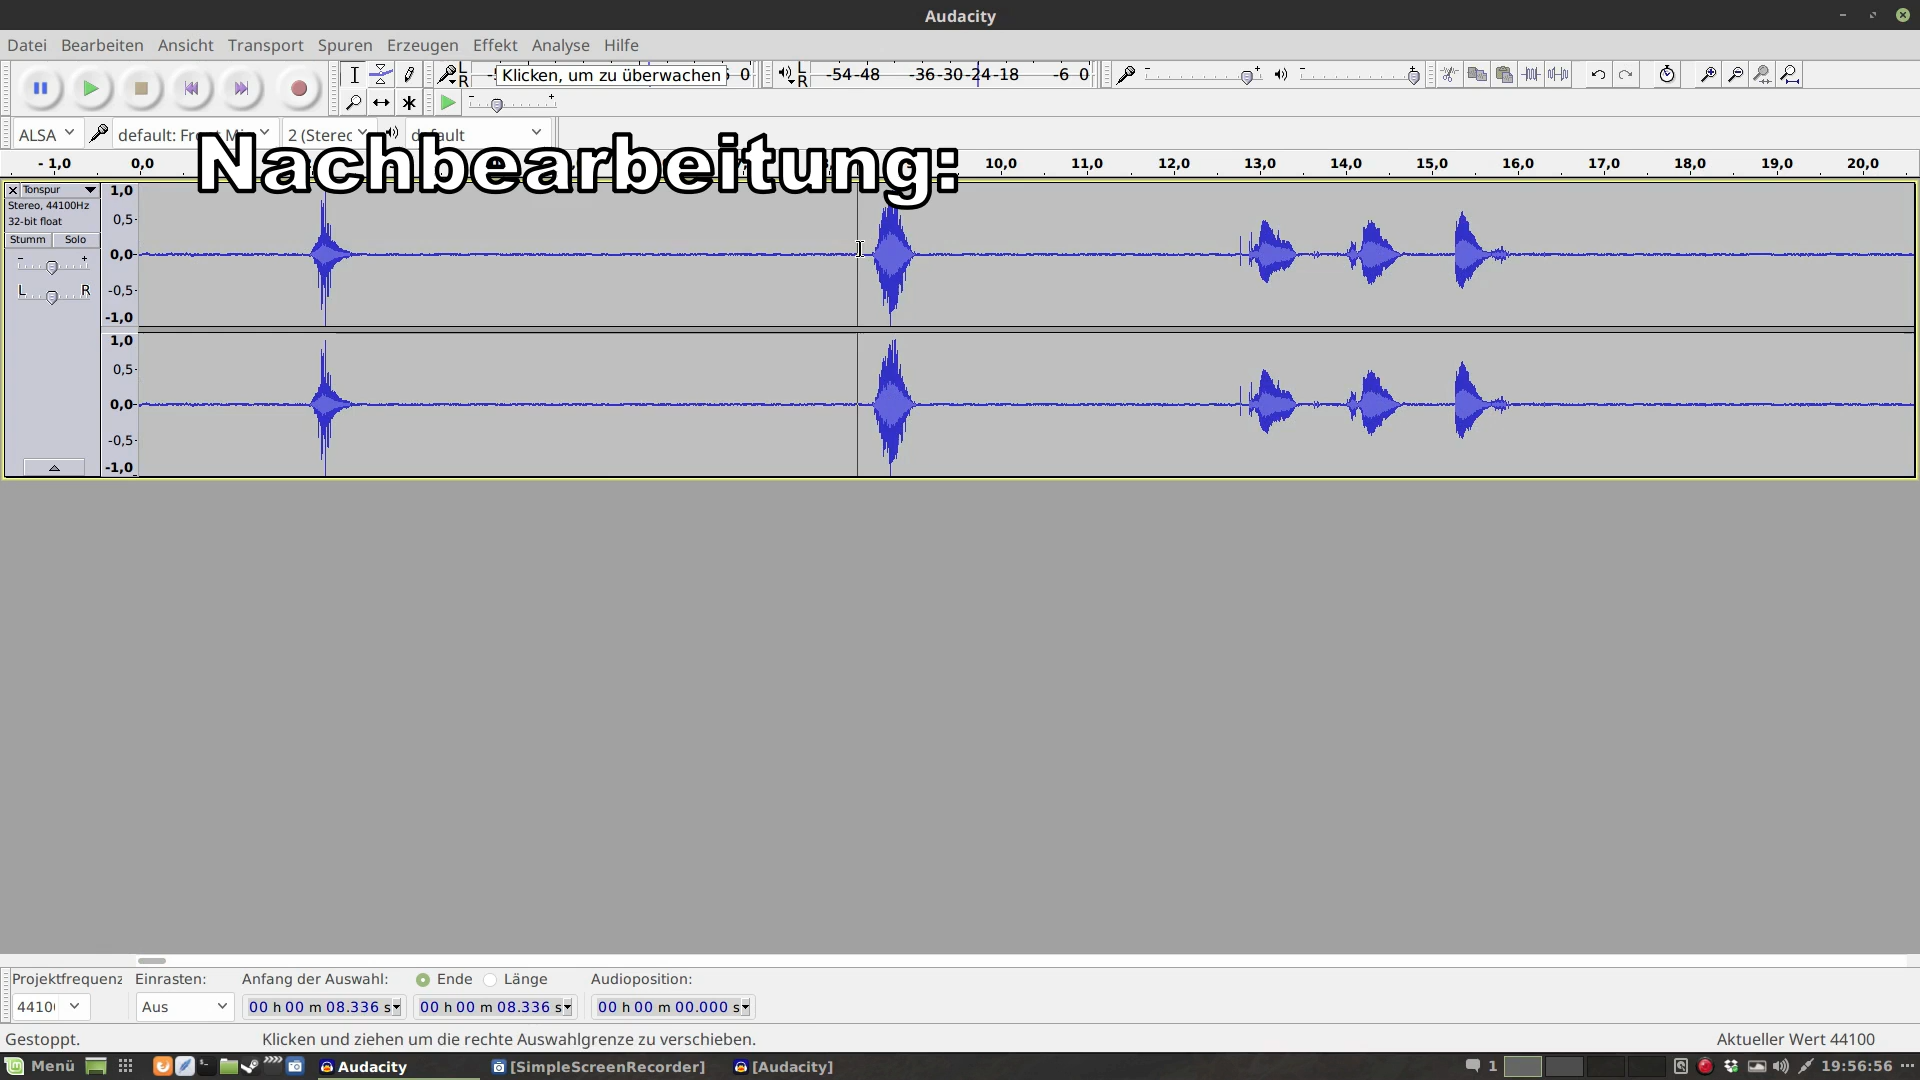 Audacity
Datei Bearbeiten Ansicht Transport Spuren Erzeugen Effekt Analyse Hilfe
L
R
Klicken, um zu überwachen
0
L
R
-54-48 -36-30-24-18 -6 0
ALSA
default:
2 (Stereo
Nachbearbeitung:
- 1,0 0,0 10,0 11,0 12,0 13,0 14,0 15,0 16,0 17,0 18,0 19,0 20,0
Tonspur
Stereo, 44100Hz
32-bit float
Stumm Solo
L R
1,0
0,5
0,0
-0,5
-1,0
1,0
0,5
0,0
-0,5
-1,0
Projektfrequenz Einrasten: Anfang der Auswahl: Ende Länge Audioposition:
4410 Aus 00 h 00 m 08.336 s 00 h 00 m 08.336 s 00 h 00 m 00.000 s
Gestoppt. Klicken und ziehen um die rechte Auswahlgrenze zu verschieben. Aktueller Wert 44100
Menü Audacity [SimpleScreenRecorder] [Audacity] 1 19:56:56